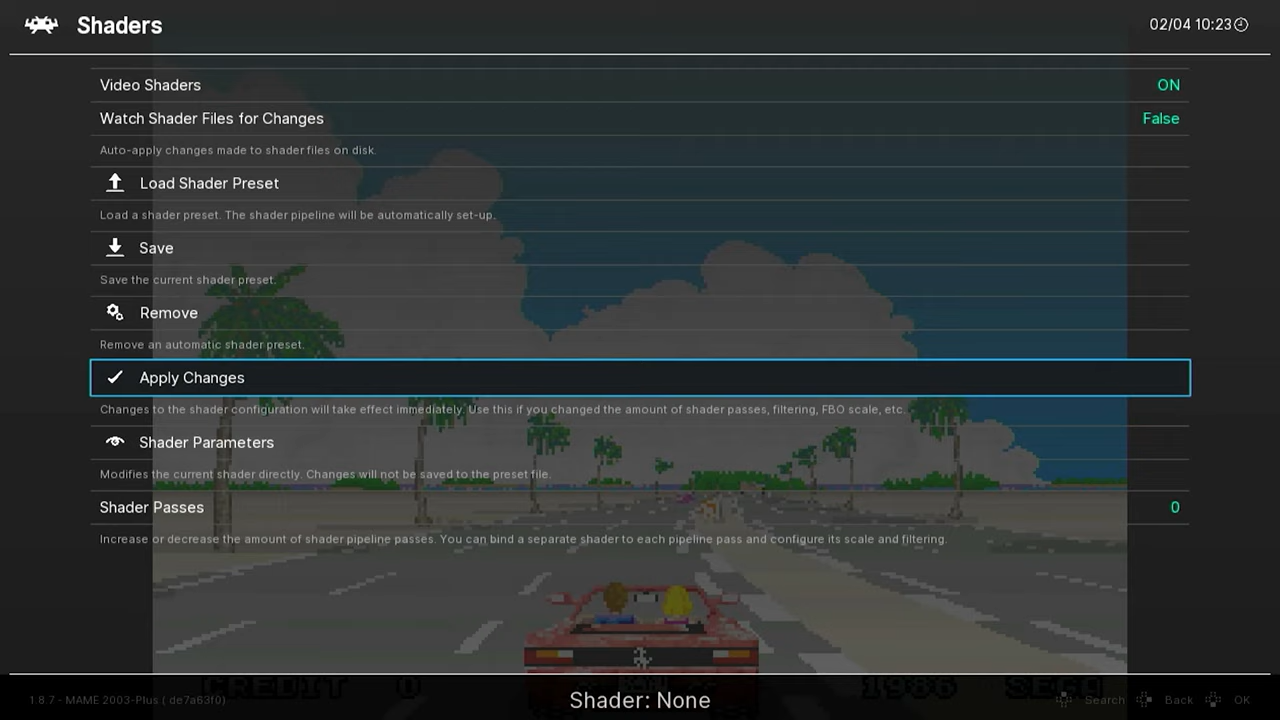 Shaders
02/04 10:23
Video Shaders ON
Watch Shader Files for Changes False
Auto-apply changes made to shader files on disk.
Load Shader Preset
Load a shader preset. The shader pipeline will be automatically set-up.
Save
Save the current shader preset.
Remove
Remove an automatic shader preset.
Apply Changes
Changes to the shader configuration will take effect immediately. Use this if you changed the amount of shader passes, filtering, FBO scale, etc.
Shader Parameters
Modifies the current shader directly. Changes will not be saved to the preset file.
Shader Passes 0
Increase or decrease the amount of shader pipeline passes. You can bind a separate shader to each pipeline pass and configure its scale and filtering.
CREDIT 0 1986 SEGA
1.8.7 - MAME 2003-Plus ( de7a63f0)
Shader: None
Search Back OK